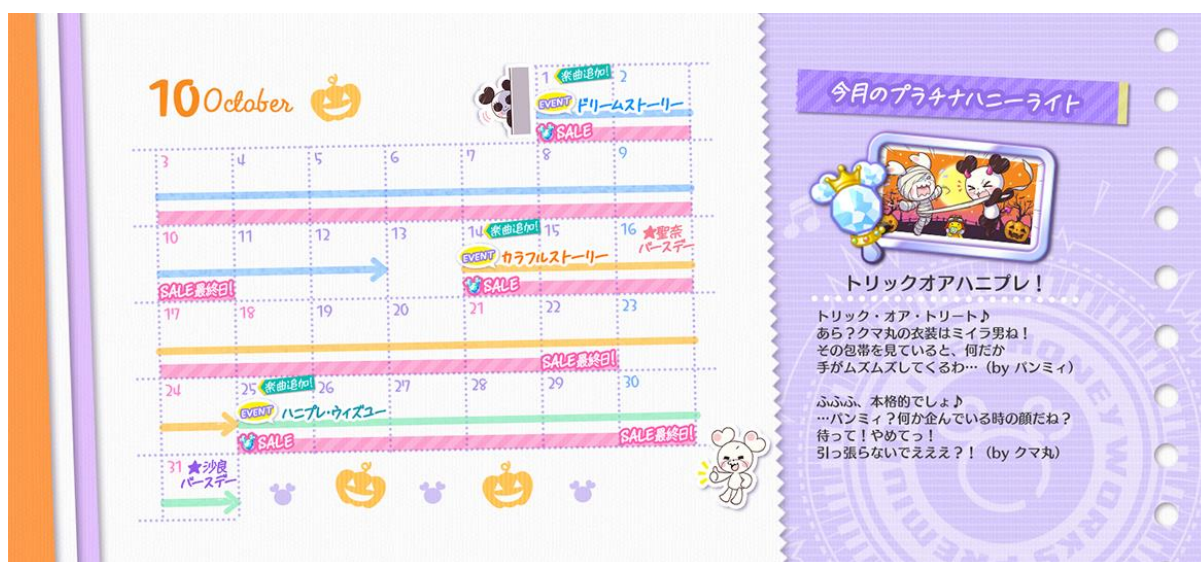 10 October
1 楽曲追加! 2
EVENT ドリームストーリー
SALE
3 4 5 6 7 8 9
10 11 12 13 14 楽曲追加! 15 16 ★聖奈
バースデー
EVENT カラフルストーリー
SALE最終日! SALE
17 18 19 20 21 22 23
SALE最終日!
24 25 楽曲追加! 26 27 28 29 30
EVENT ハニプレ・ウィズユー
SALE SALE最終日!
31 ★沙良
バースデー
今月のプラチナハニーライト
トリックオアハニプレ!
トリック・オア・トリート♪
あら?クマ丸の衣装はミイラ男ね!
その包帯を見ていると、何だか
手がムズムズしてくるわ…(by パンミィ)
ふふふ、本格的でしょ♪
…パンミィ?何か企んでいる時の顔だね?
待って!やめてっ!
引っ張らないでえええ?!(by クマ丸)